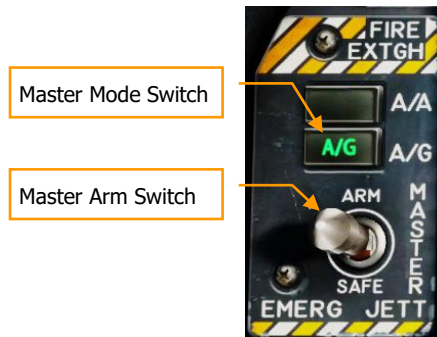 FIRE
EXTGH
Master Mode Switch
A/A
A/G
A/G
Master Arm Switch
ARM
MASTER
SAFE
EMERG JETT